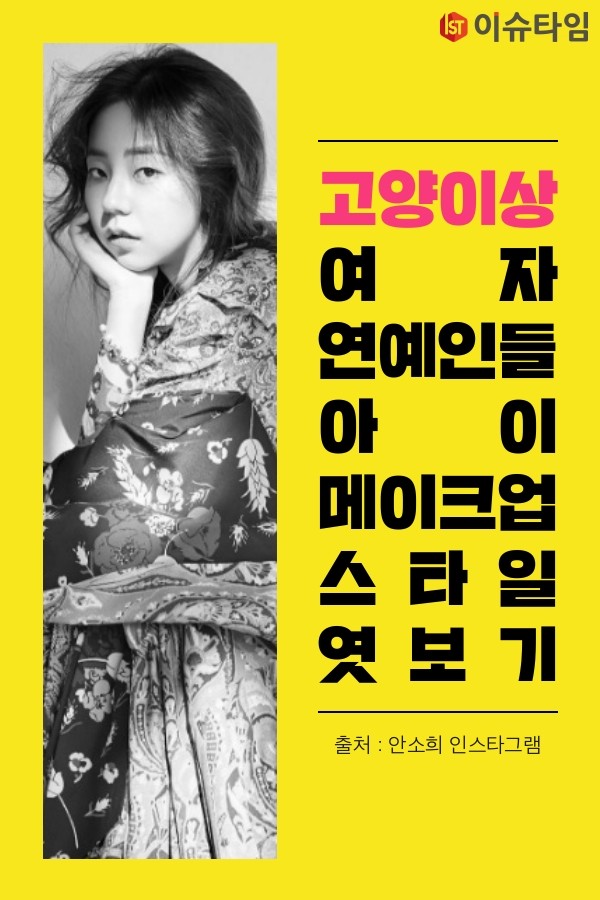 IST 이슈타임
고양이상
여 자
연예인들
아 이
메이크업
스 타 일
엿 보 기
출처 : 안소희 인스타그램